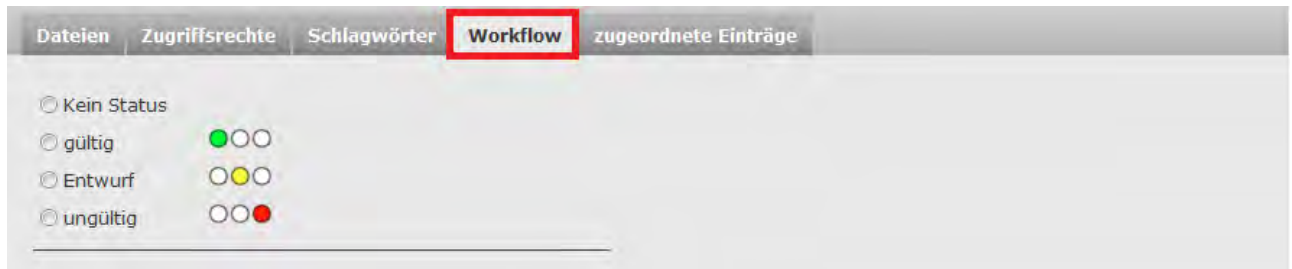 Dateien Zugriffsrechte Schlagwörter Workflow zugeordnete Einträge
Kein Status
gültig
Entwurf
ungültig